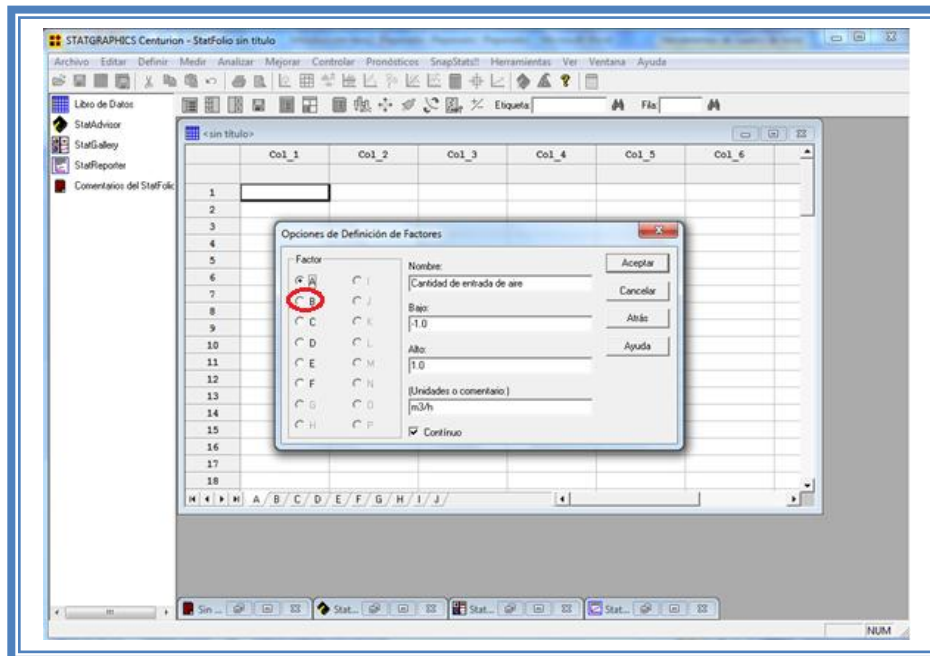 STATGRAPHICS Centurion - StatFolio sin título
Archivo Editar Definir Medir Analizar Mejorar Controlar Pronósticos SnapStats!! Herramientas Ver Ventana Ayuda
Etiqueta: Fila:
Libro de Datos
StatAdvisor
StatGallery
StatReporter
Comentarios del StatFolio
<sin título>
Col_1 Col_2 Col_3 Col_4 Col_5 Col_6
1
2
3
4
5
6
7
8
9
10
11
12
13
14
15
16
17
18
Opciones de Definición de Factores
Factor
A I
B J
C K
D L
E M
F N
G O
H P
Nombre:
Cantidad de entrada de aire
Bajo:
-1.0
Alto:
1.0
(Unidades o comentario:)
m3/h
Continuo
Aceptar
Cancelar
Atrás
Ayuda
A / B / C / D / E / F / G / H / I / J /
Sin ... Stat... Stat... Stat...
NUM